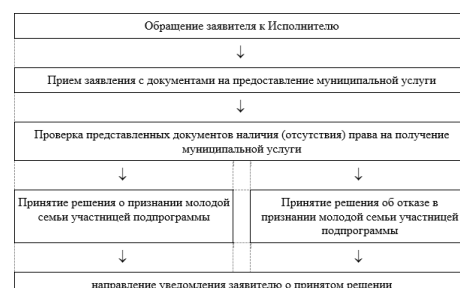 Обращение заявителя к Исполнителю
Прием заявления с документами на предоставление муниципальной услуги
Проверка представленных документов наличия (отсутствия) права на получение
муниципальной услуги
Принятие решения о признании молодой
семьи участницей подпрограммы
Принятие решения об отказе в
признании молодой семьи участницей
подпрограммы
направление уведомления заявителю о принятом решении